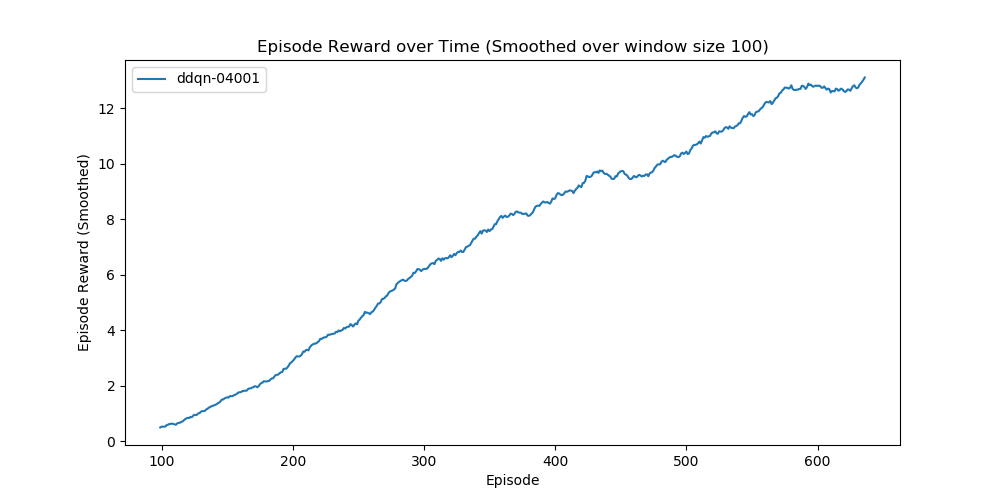 Episode Reward over Time (Smoothed over window size 100)
ddqn-04001
Episode Reward (Smoothed)
12
10
8
6
4
2
0
100 200 300 400 500 600
Episode